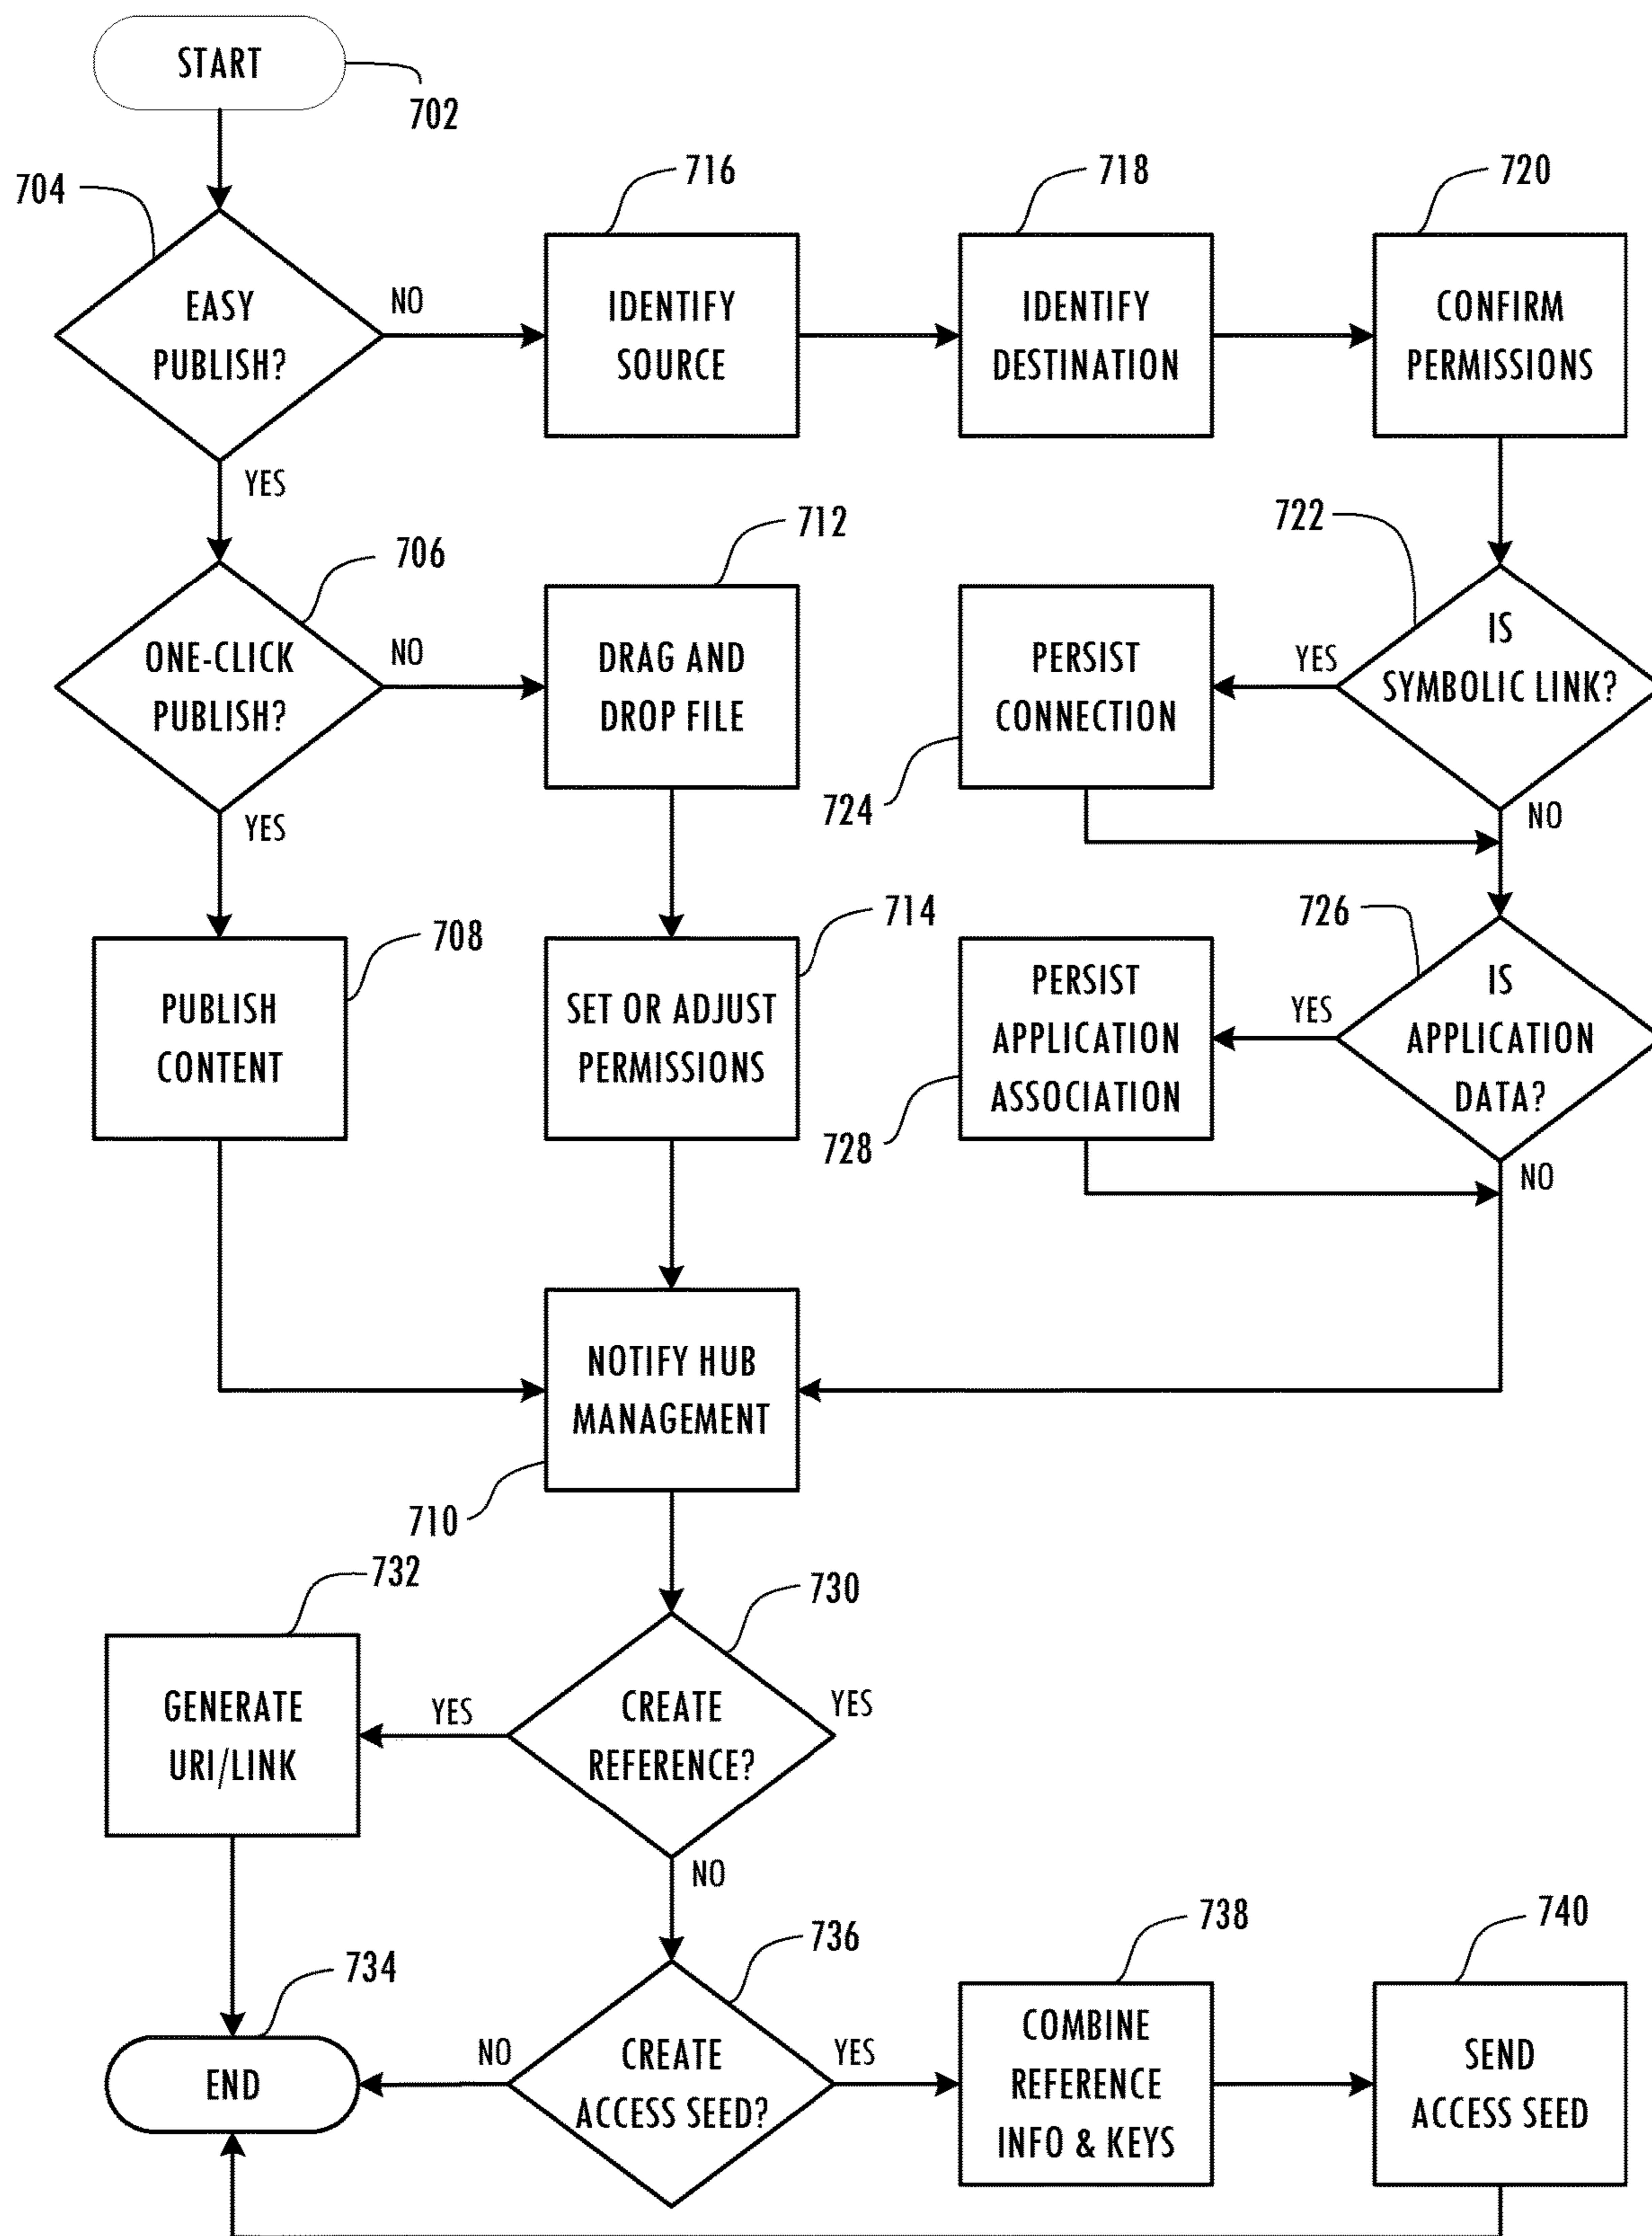 START
702
704
716
718
720
EASY
PUBLISH?
NO
IDENTIFY
SOURCE
IDENTIFY
DESTINATION
CONFIRM
PERMISSIONS
YES
706
712
722
ONE-CLICK
PUBLISH?
NO
DRAG AND
DROP FILE
PERSIST
CONNECTION
YES
IS
SYMBOLIC LINK?
724
NO
YES
708
714
726
PUBLISH
CONTENT
SET OR ADJUST
PERMISSIONS
PERSIST
APPLICATION
ASSOCIATION
YES
IS
APPLICATION
DATA?
728
NO
NOTIFY HUB
MANAGEMENT
710
732
730
GENERATE
URI/LINK
YES
CREATE
REFERENCE?
YES
NO
734
736
738
740
END
NO
CREATE
ACCESS SEED?
YES
COMBINE
REFERENCE
INFO & KEYS
SEND
ACCESS SEED